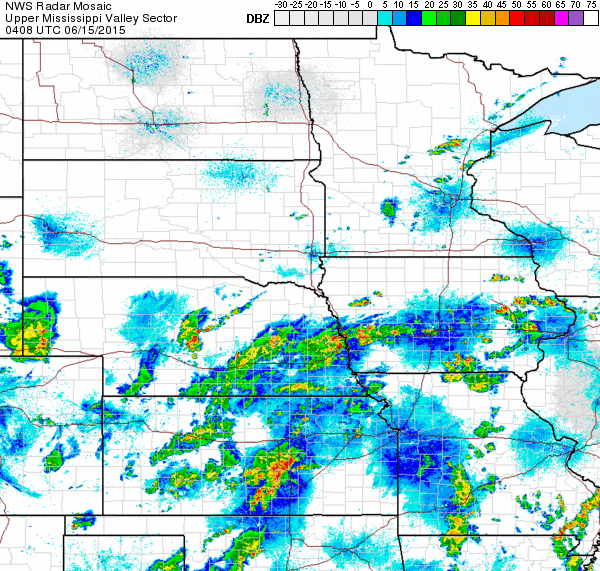 NWS Radar Mosaic
Upper Mississippi Valley Sector
0408 UTC 06/15/2015
DBZ
-30 -25 -20 -15 -10 -5 0 5 10 15 20 25 30 35 40 45 50 55 60 65 70 75